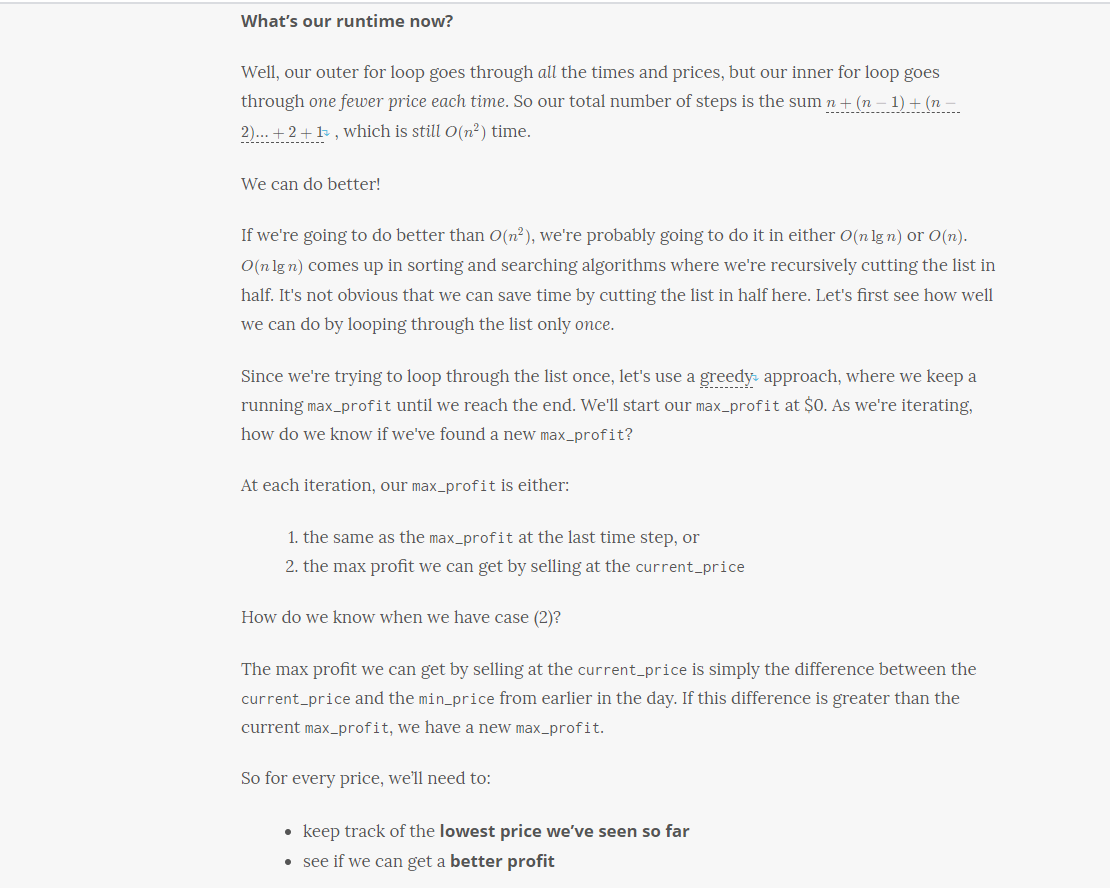 What’s our runtime now?
Well, our outer for loop goes through all the times and prices, but our inner for loop goes
through one fewer price each time. So our total number of steps is the sum n + (n − 1) + (n −
2)... + 2 + 1 , which is still O(n²) time.
We can do better!
If we're going to do better than O(n²), we're probably going to do it in either O(n lg n) or O(n).
O(n lg n) comes up in sorting and searching algorithms where we're recursively cutting the list in
half. It's not obvious that we can save time by cutting the list in half here. Let's first see how well
we can do by looping through the list only once.
Since we're trying to loop through the list once, let's use a greedy approach, where we keep a
running max_profit until we reach the end. We'll start our max_profit at $0. As we're iterating,
how do we know if we've found a new max_profit?
At each iteration, our max_profit is either:
1. the same as the max_profit at the last time step, or
2. the max profit we can get by selling at the current_price
How do we know when we have case (2)?
The max profit we can get by selling at the current_price is simply the difference between the
current_price and the min_price from earlier in the day. If this difference is greater than the
current max_profit, we have a new max_profit.
So for every price, we’ll need to:
• keep track of the lowest price we’ve seen so far
• see if we can get a better profit